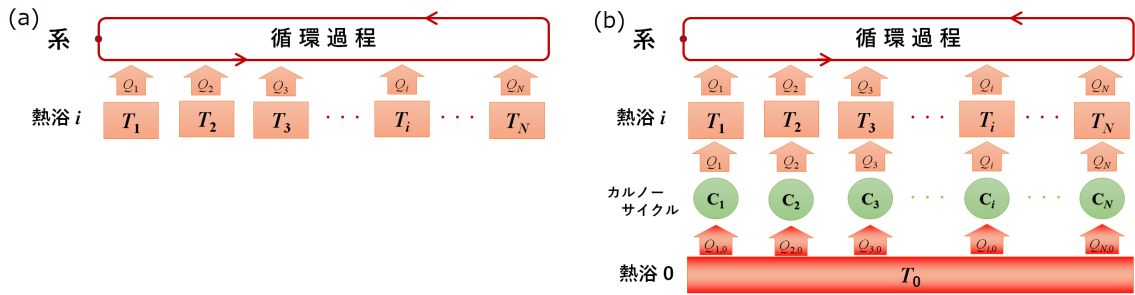 (a)
系
循環過程
Q1 Q2 Q3 Qi QN
熱浴 i
T1 T2 T3 ··· Ti ··· TN
(b)
系
循環過程
Q1 Q2 Q3 Qi QN
熱浴 i
T1 T2 T3 ··· Ti ··· TN
Q1 Q2 Q3 Qi QN
カルノー
サイクル
C1 C2 C3 ··· Ci ··· CN
Q1,0 Q2,0 Q3,0 Qi,0 QN,0
熱浴 0
T0